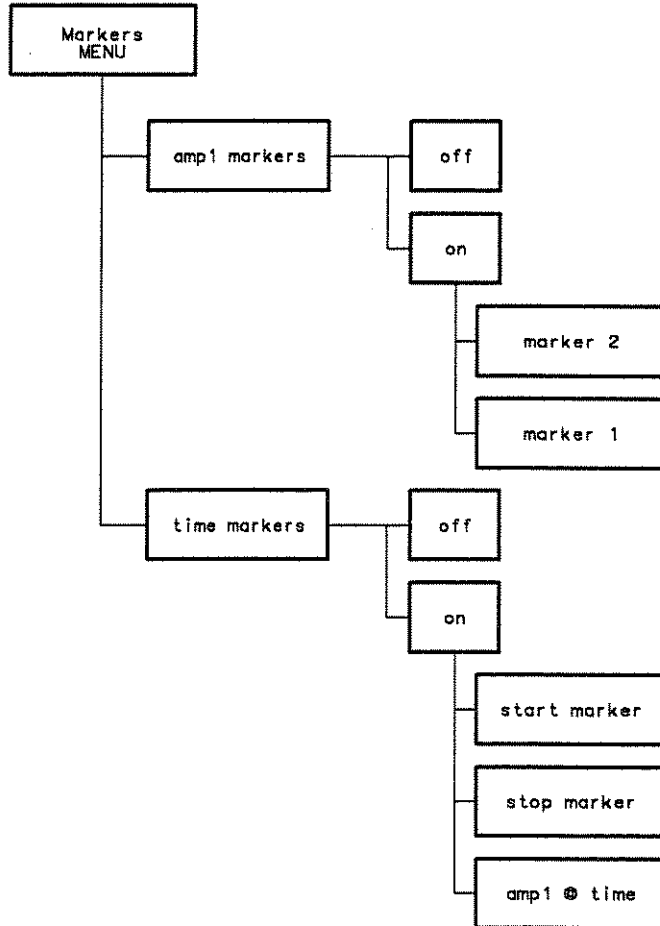 Markers
MENU
ampl markers
off
on
marker 2
marker 1
time markers
off
on
start marker
stop marker
ampl @ time